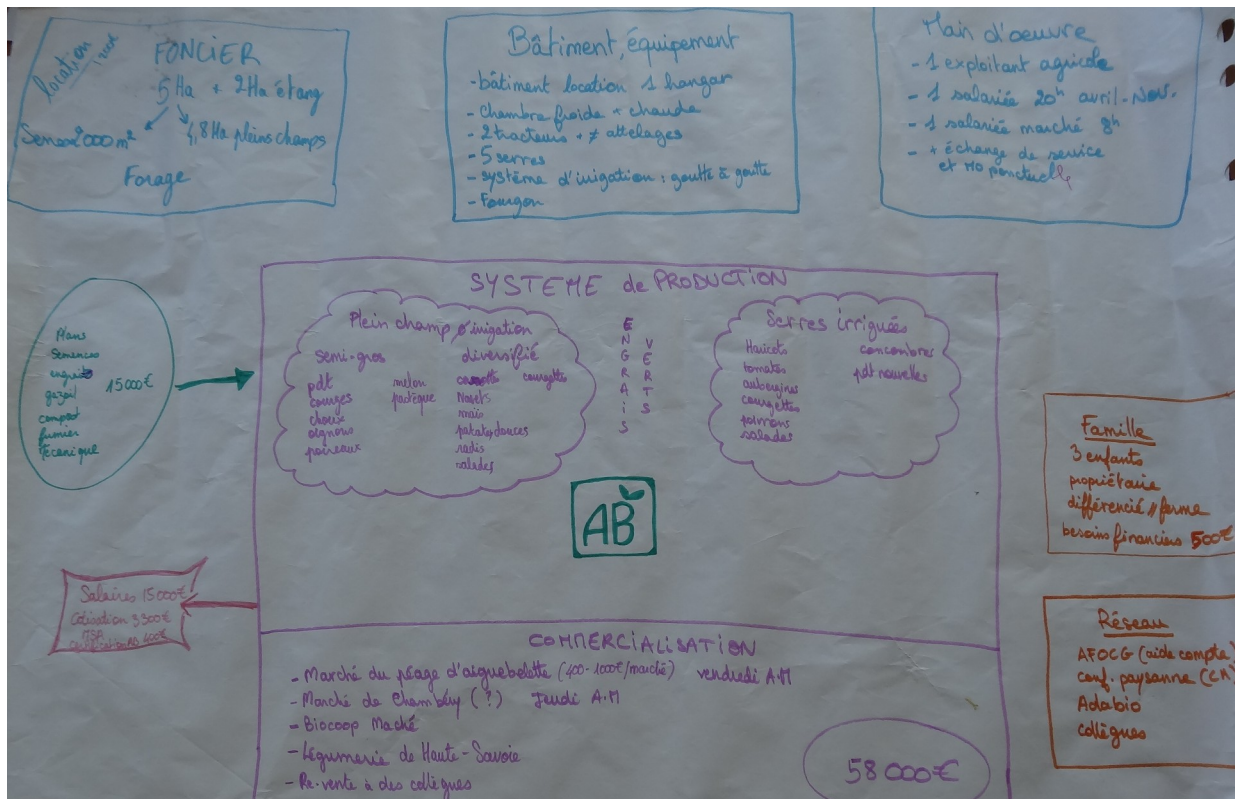 location
FONCIER
5 Ha + 2Ha étang
2000 m²
4,8 Ha pleins champs
Forage
Bâtiment, équipement
- bâtiment location 1 hangar
- chambre froide + chaude
- 2 tracteurs + ≠ attelages
- 5 serres
- système d'irrigation : goutte à goutte
- Fourgon
Main d'oeuvre
- 1 exploitant agricole
- 1 salariée 20h avril-Nov.
- 1 salariée marché 8h
- + échange de service
et MO ponctuelle
Plans
Semences
engrais
gazoil
compost
fumier
Mécanique
15 000€
SYSTEME de PRODUCTION
Plein champ ø irrigation
semi-gros
pdt
courges
choux
oignons
poireaux
melon
pastèque
diversifié
carotte
Navets
maïs
patates douces
radis
salades
courgette
ENGRAIS
VERTS
Serres irriguées
Haricots
tomates
aubergines
courgettes
poivrons
salades
concombres
pdt nouvelles
AB
Famille
3 enfants
propriétaire
différencié // ferme
besoins financiers 500€
Salaires 15000€
Cotisation 3300€
MSA
400€
Réseau
AFOCG (aide compta)
conf. paysanne
Adabio
collègues
COMMERCIALISATION
- Marché du péage d'aiguebelette (400-1000€/marché) vendredi A.M
- Marché de Chambéry (?) Jeudi A.M
- Biocoop Maché
- Légumerie de Haute-Savoie
- Re-vente à des collègues
58 000€